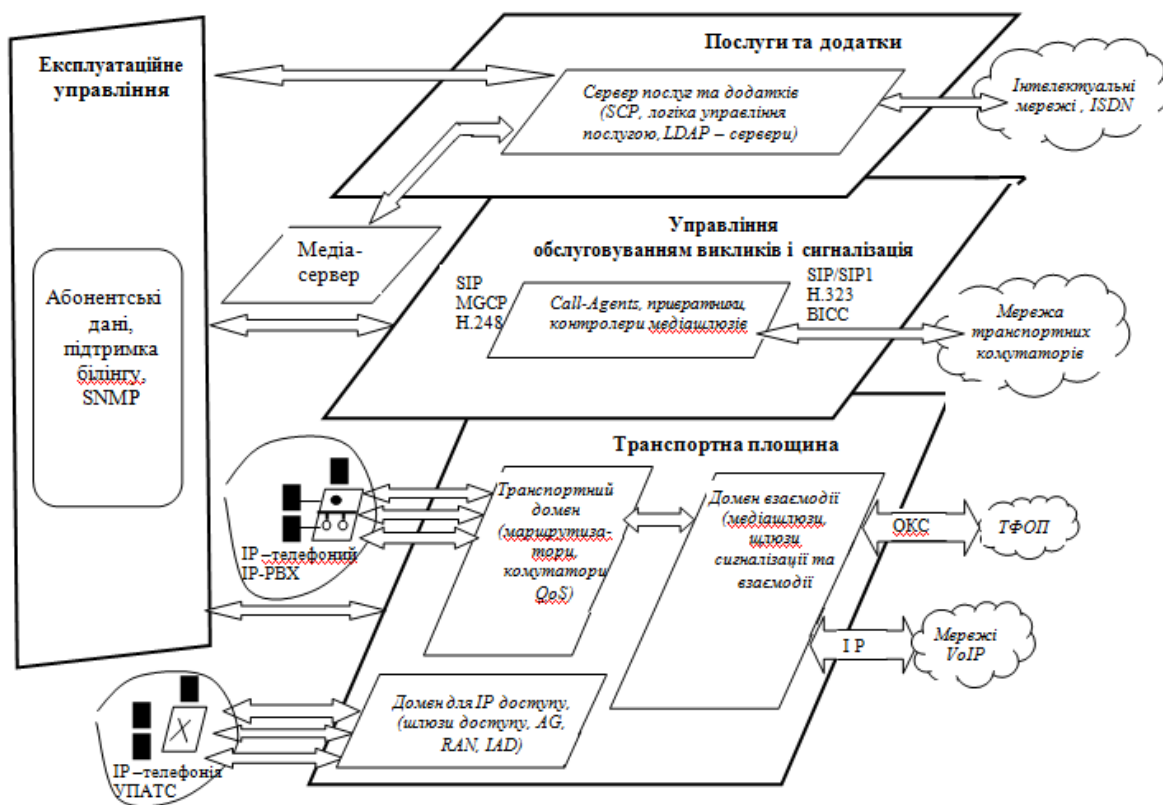 Експлуатаційне
управління
Абонентські
дані,
підтримка
білінгу,
SNMP
Послуги та додатки
Сервер послуг та додатків
(SCP, логіка управління
послугою, LDAP – сервери)
Інтелектуальні
мережі , ISDN
Медіа-
сервер
Управління
обслуговуванням викликів і сигналізація
SIP
MGCP
H.248
Call-Agents, привратники,
контролери медіашлюзів
SIP/SIP1
H.323
BICC
Мережа
транспортних
комутаторів
Транспортна площина
IP –телефоний
IP-PBX
Транспортний
домен
(маршрутиза-
тори,
комутатори
QoS)
Домен взаємодії
(медіашлюзи,
щлюзи
сигналізації та
взаємодії
ОКС
ТФОП
I P
Мережі
VoIP
Домен для IP доступу,
(шлюзи доступу, AG,
RAN, IAD)
X
IP –телефонія
УПАТС